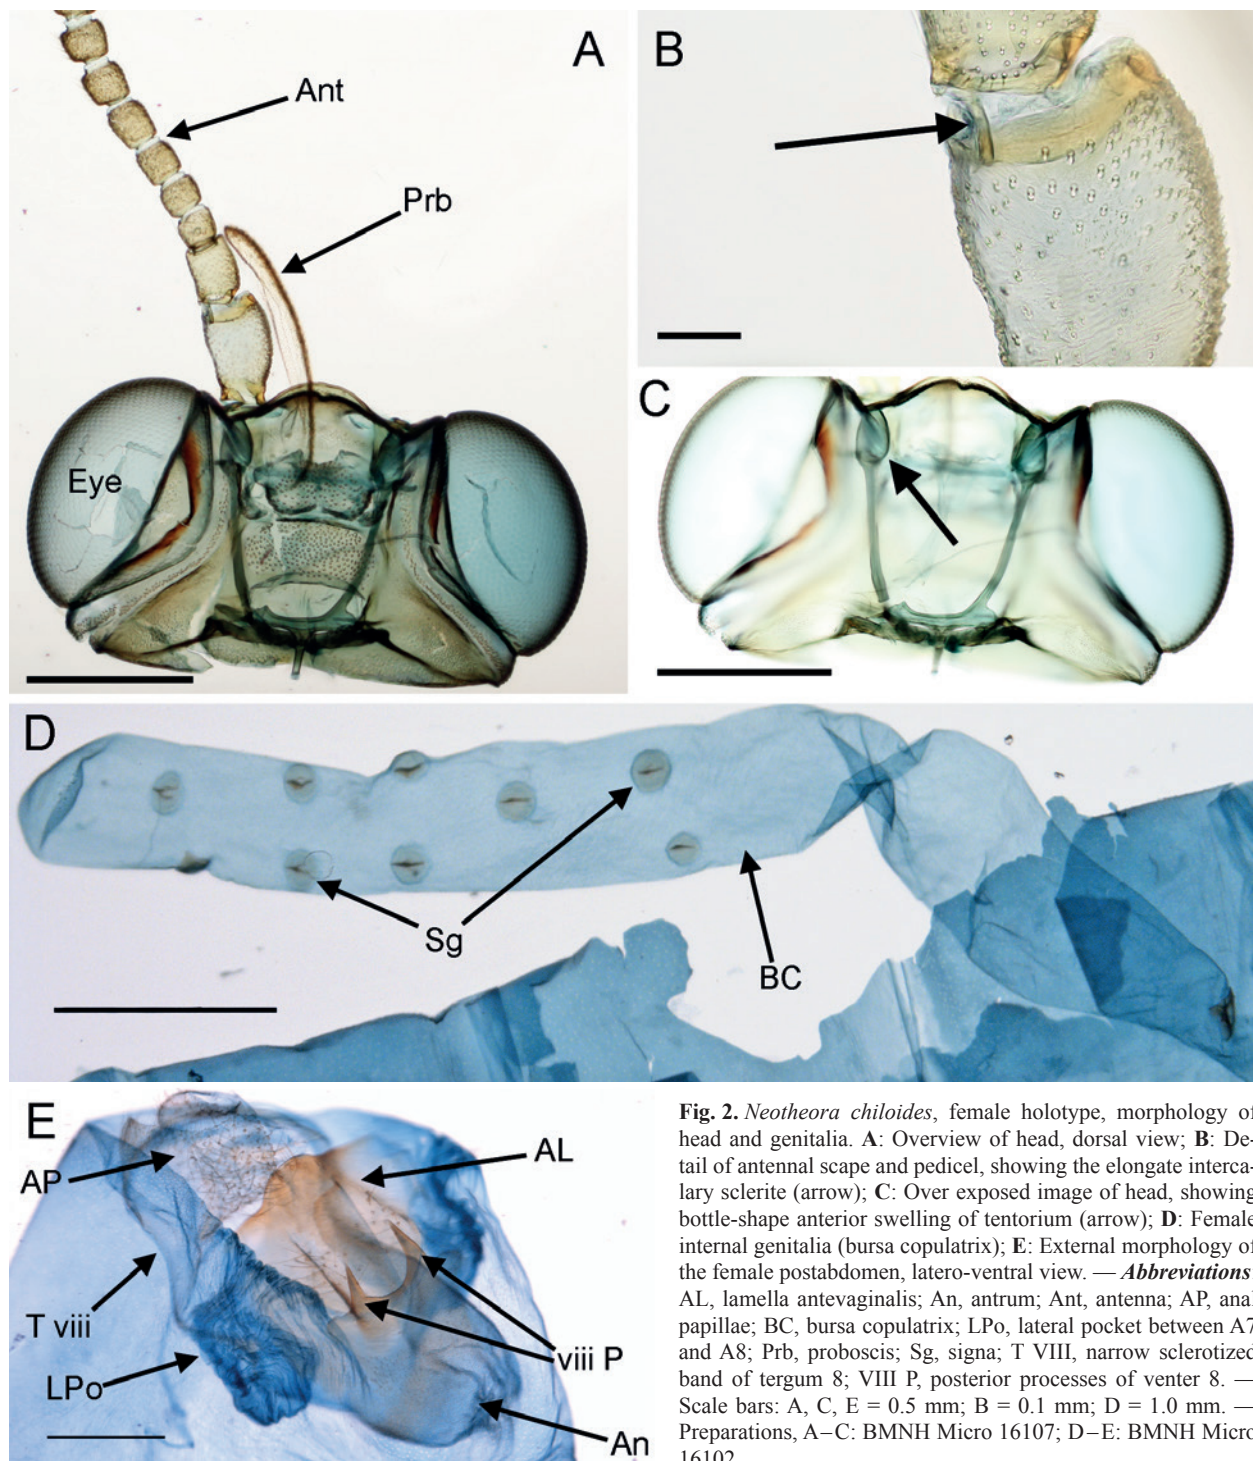 A
Ant
Prb
Eye
B
C
D
Sg
BC
E
AP
AL
T viii
viii P
LPo
An
Fig. 2. Neotheora chiloides, female holotype, morphology of
head and genitalia. A: Overview of head, dorsal view; B: De-
tail of antennal scape and pedicel, showing the elongate interca-
lary sclerite (arrow); C: Over exposed image of head, showing
bottle-shape anterior swelling of tentorium (arrow); D: Female
internal genitalia (bursa copulatrix); E: External morphology of
the female postabdomen, latero-ventral view. — Abbreviations
AL, lamella antevaginalis; An, antrum; Ant, antenna; AP, anal
papillae; BC, bursa copulatrix; LPo, lateral pocket between A7
and A8; Prb, proboscis; Sg, signa; T VIII, narrow sclerotized
band of tergum 8; VIII P, posterior processes of venter 8. —
Scale bars: A, C, E = 0.5 mm; B = 0.1 mm; D = 1.0 mm. —
Preparations, A–C: BMNH Micro 16107; D–E: BMNH Micro
16102